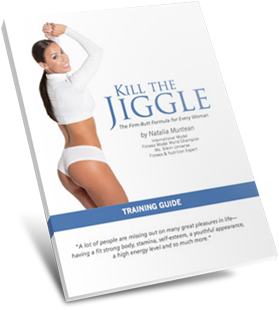 KILL THE
JIGGLE
The Firm-Butt Formula for Every Woman
by Natalia Muntean
International Model
Fitness Model World Champion
Ms. Bikini Universe
Fitness & Nutrition Expert
TRAINING GUIDE
"A lot of people are missing out on many great pleasures in life—
having a fit strong body, stamina, self-esteem, a youthful appearance,
a high energy level and so much more."